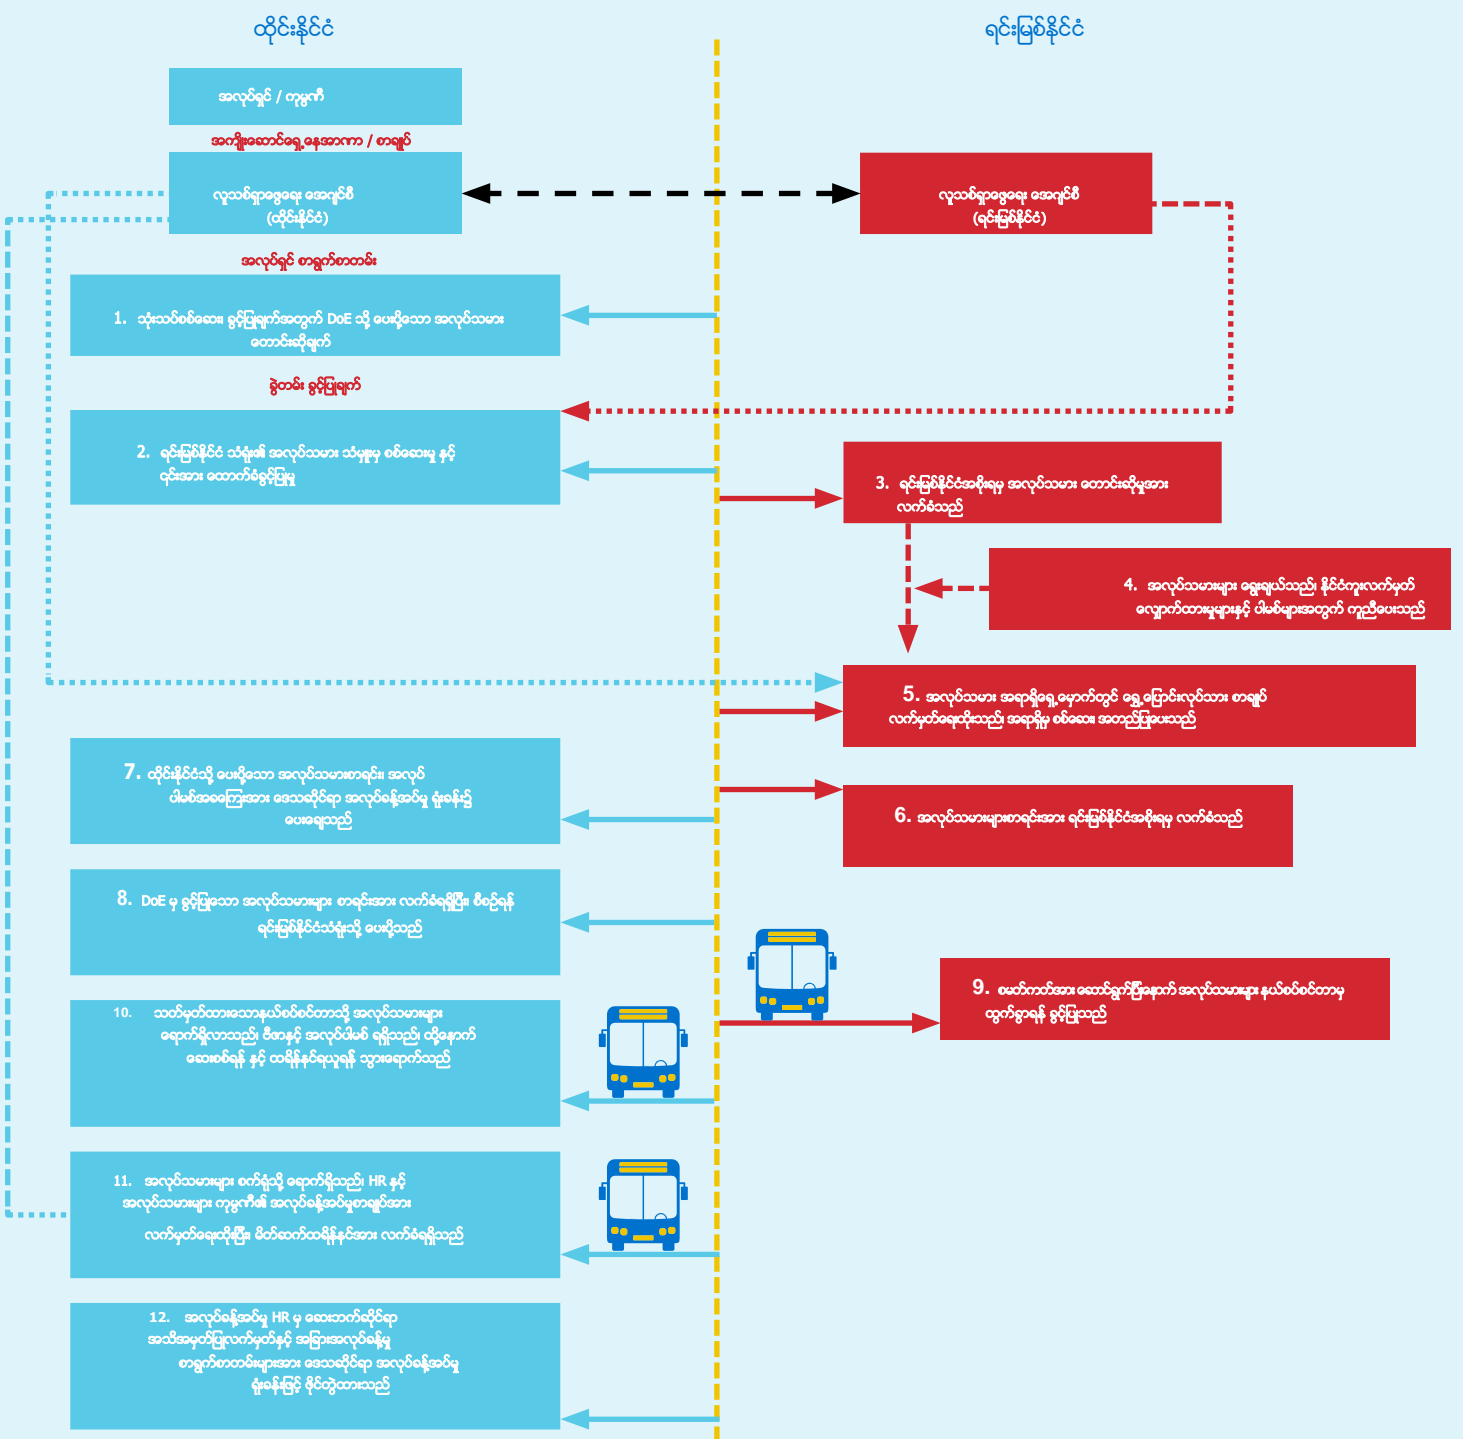 ထိုင်းနိုင်ငံ
ရင်းမြစ်နိုင်ငံ
အလုပ်ရှင် / ကုမ္ပဏီ
အကျိုးဆောင်ရှေ့နေအာဏာ / စာချုပ်
လူသစ်ရှာဖွေရေး အေဂျင်စီ
(ထိုင်းနိုင်ငံ)
လူသစ်ရှာဖွေရေး အေဂျင်စီ
(ရင်းမြစ်နိုင်ငံ)
အလုပ်ရှင် စာရွက်စာတမ်း
1. သုံးသပ်စစ်ဆေး၊ ခွင့်ပြုချက်အတွက် DoE သို့ ပေးပို့သော အလုပ်သမား
တောင်းဆိုချက်
ခွဲတမ်း ခွင့်ပြုချက်
2. ရင်းမြစ်နိုင်ငံ သံရုံး၏ အလုပ်သမား သံမှူးမှ စစ်ဆေးမှု နှင့်
၎င်းအား ထောက်ခံခွင့်ပြုမှု
3. ရင်းမြစ်နိုင်ငံအစိုးရမှ အလုပ်သမား တောင်းဆိုမှုအား
လက်ခံသည်
4. အလုပ်သမားများ ရွေးချယ်သည်၊ နိုင်ငံကူးလက်မှတ်
လျှောက်ထားမှုများနှင့် ပါမစ်များအတွက် ကူညီပေးသည်
5. အလုပ်သမား အရာရှိရှေ့မှောက်တွင် ရွှေ့ပြောင်းလုပ်သား စာချုပ်
လက်မှတ်ရေးထိုးသည်၊ အရာရှိမှ စစ်ဆေး၊ အတည်ပြုပေးသည်
6. အလုပ်သမားများစာရင်းအား ရင်းမြစ်နိုင်ငံအစိုးရမှ လက်ခံသည်
7. ထိုင်းနိုင်ငံသို့ ပေးပို့သော အလုပ်သမားစာရင်း၊ အလုပ်
ပါမစ်အခကြေးအား ဒေသဆိုင်ရာ အလုပ်ခန့်အပ်မှု ရုံးခန်း၌
ပေးချေသည်
8. DoE မှ ခွင့်ပြုသော အလုပ်သမားများ စာရင်းအား လက်ခံရရှိပြီး၊ စီစဉ်ရန်
ရင်းမြစ်နိုင်ငံသံရုံးသို့ ပေးပို့သည်
9. စမတ်ကတ်အား ဆောင်ရွက်ပြီးနောက် အလုပ်သမားများ နယ်စပ်စင်တာမှ
ထွက်ခွာရန် ခွင့်ပြုသည်
10. သတ်မှတ်ထားသောနယ်စပ်စင်တာသို့ အလုပ်သမားများ
ရောက်ရှိလာသည်၊ ဗီဇာနှင့် အလုပ်ပါမစ် ရရှိသည်၊ ထို့နောက်
ဆေးစစ်ရန် နှင့် ထရိန်နင်ရယူရန် သွားရောက်သည်
11. အလုပ်သမားများ စက်ရုံသို့ ရောက်ရှိသည်၊ HR နှင့်
အလုပ်သမားများ ကုမ္ပဏီ၏ အလုပ်ခန့်အပ်မှုစာချုပ်အား
လက်မှတ်ရေးထိုးပြီး၊ မိတ်ဆက်ထရိန်နင်အား လက်ခံရရှိသည်
12. အလုပ်ခန့်အပ်မှု HR မှ ဆေးဘက်ဆိုင်ရာ
အသိအမှတ်ပြုလက်မှတ်နှင့် အခြားအလုပ်ခန့်မှု
စာရွက်စာတမ်းများအား ဒေသဆိုင်ရာ အလုပ်ခန့်အပ်မှု
ရုံးခန်းဖြင့် ဖိုင်တွဲထားသည်